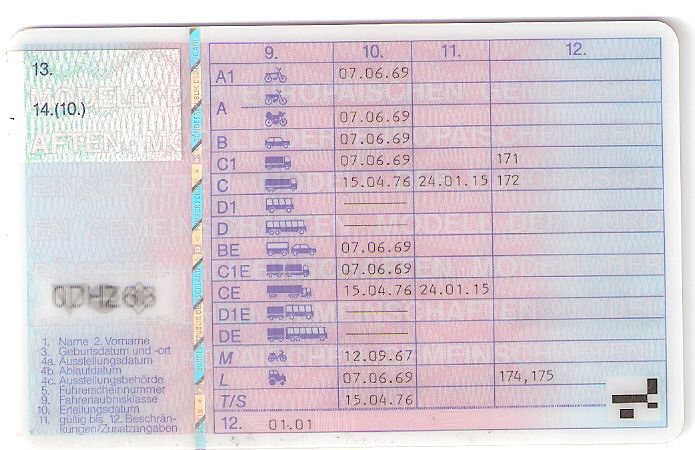 13.
14.(10.)
9. 10. 11. 12.
A1 07.06.69
A
07.06.69
B 07.06.69
C1 07.06.69 171
C 15.04.76 24.01.15 172
D1
D
BE 07.06.69
C1E 07.06.69
CE 15.04.76 24.01.15
D1E
DE
M 12.09.67
L 07.06.69 174,175
T/S 15.04.76
12. 01.01
1. Name 2. Vorname
3. Geburtsdatum und -ort
4a. Ausstellungsdatum
4b. Ablaufdatum
4c. Ausstellungsbehörde
5. Führerscheinnummer
9. Fahrerlaubnisklasse
10. Erteilungsdatum
11. gültig bis, 12. Beschrän-
kungen/Zusatzangaben